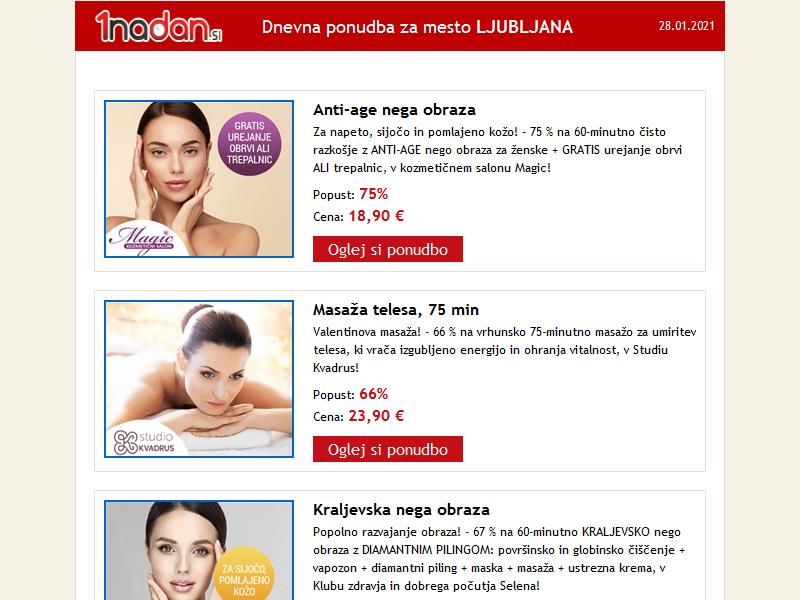 1nadan.si
Dnevna ponudba za mesto LJUBLJANA
28.01.2021
GRATIS
UREJANJE
OBRVI ALI
TREPALNIC
Magic
KOZMETIČNI SALON
Anti-age nega obraza
Za napeto, sijočo in pomlajeno kožo! - 75 % na 60-minutno čisto
razkošje z ANTI-AGE nego obraza za ženske + GRATIS urejanje obrvi
ALI trepalnic, v kozmetičnem salonu Magic!
Popust: 75%
Cena: 18,90 €
Oglej si ponudbo
studio
KVADRUS
Masaža telesa, 75 min
Valentinova masaža! - 66 % na vrhunsko 75-minutno masažo za umiritev
telesa, ki vrača izgubljeno energijo in ohranja vitalnost, v Studiu
Kvadrus!
Popust: 66%
Cena: 23,90 €
Oglej si ponudbo
ZA SIJOČO,
POMLAJENO
KOŽO
Kraljevska nega obraza
Popolno razvajanje obraza! - 67 % na 60-minutno KRALJEVSKO nego
obraza z DIAMANTNIM PILINGOM: površinsko in globinsko čiščenje +
vapozon + diamantni piling + maska + masaža + ustrezna krema, v
Klubu zdravja in dobrega počutja Selena!